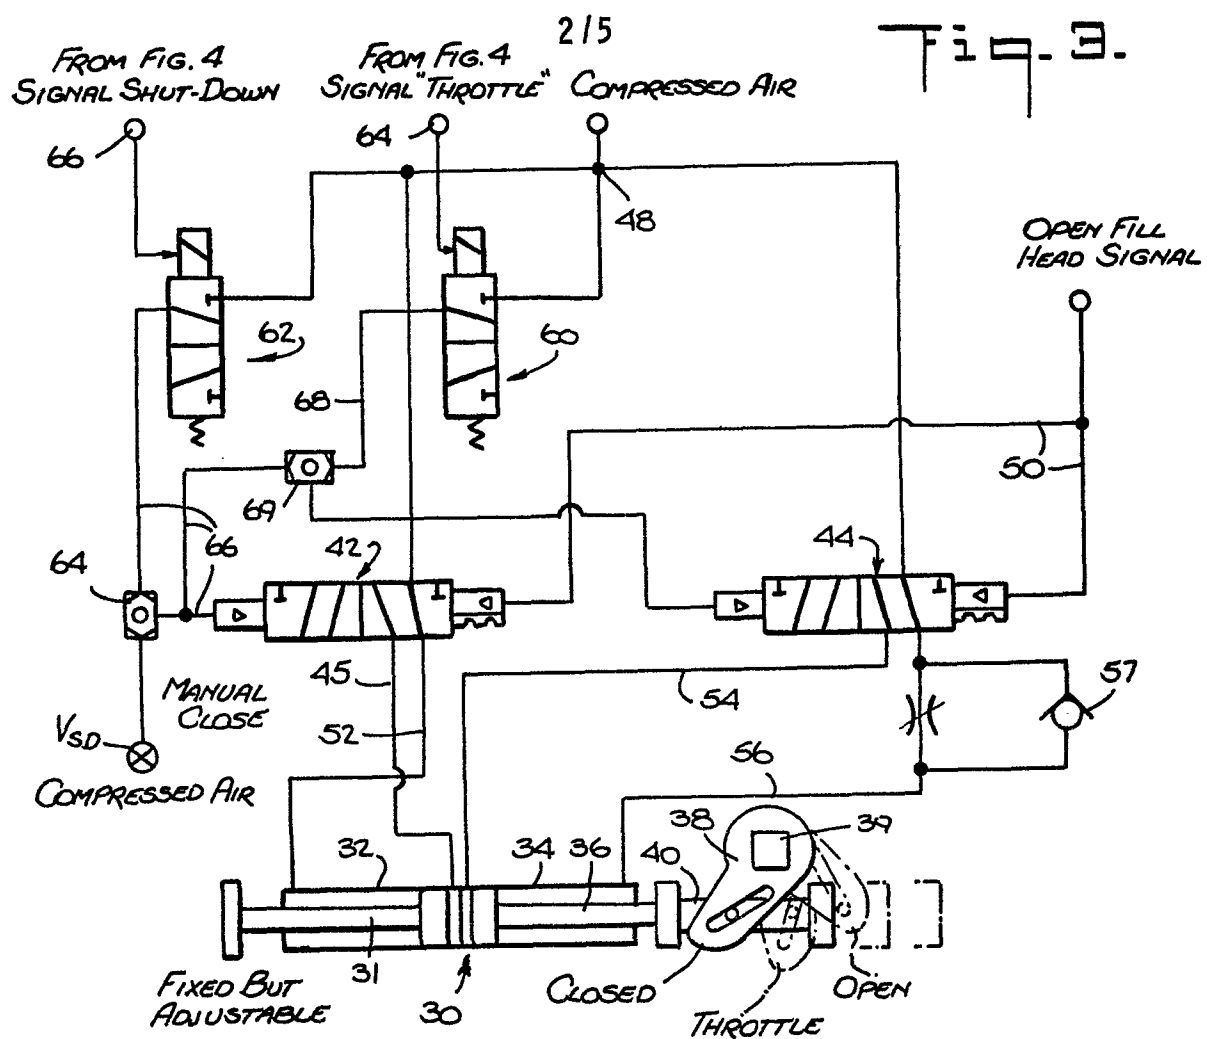 2/5
Fig. 3.
FROM FIG. 4
SIGNAL SHUT-DOWN
FROM FIG. 4
SIGNAL "THROTTLE"
COMPRESSED AIR
66
64
48
OPEN FILL
HEAD SIGNAL
62
60
68
50
69
66
42
44
64
45
54
57
MANUAL
CLOSE
52
VS.D
56
COMPRESSED AIR
38
39
32
34
36
40
31
FIXED BUT
ADJUSTABLE
30
CLOSED
OPEN
THROTTLE